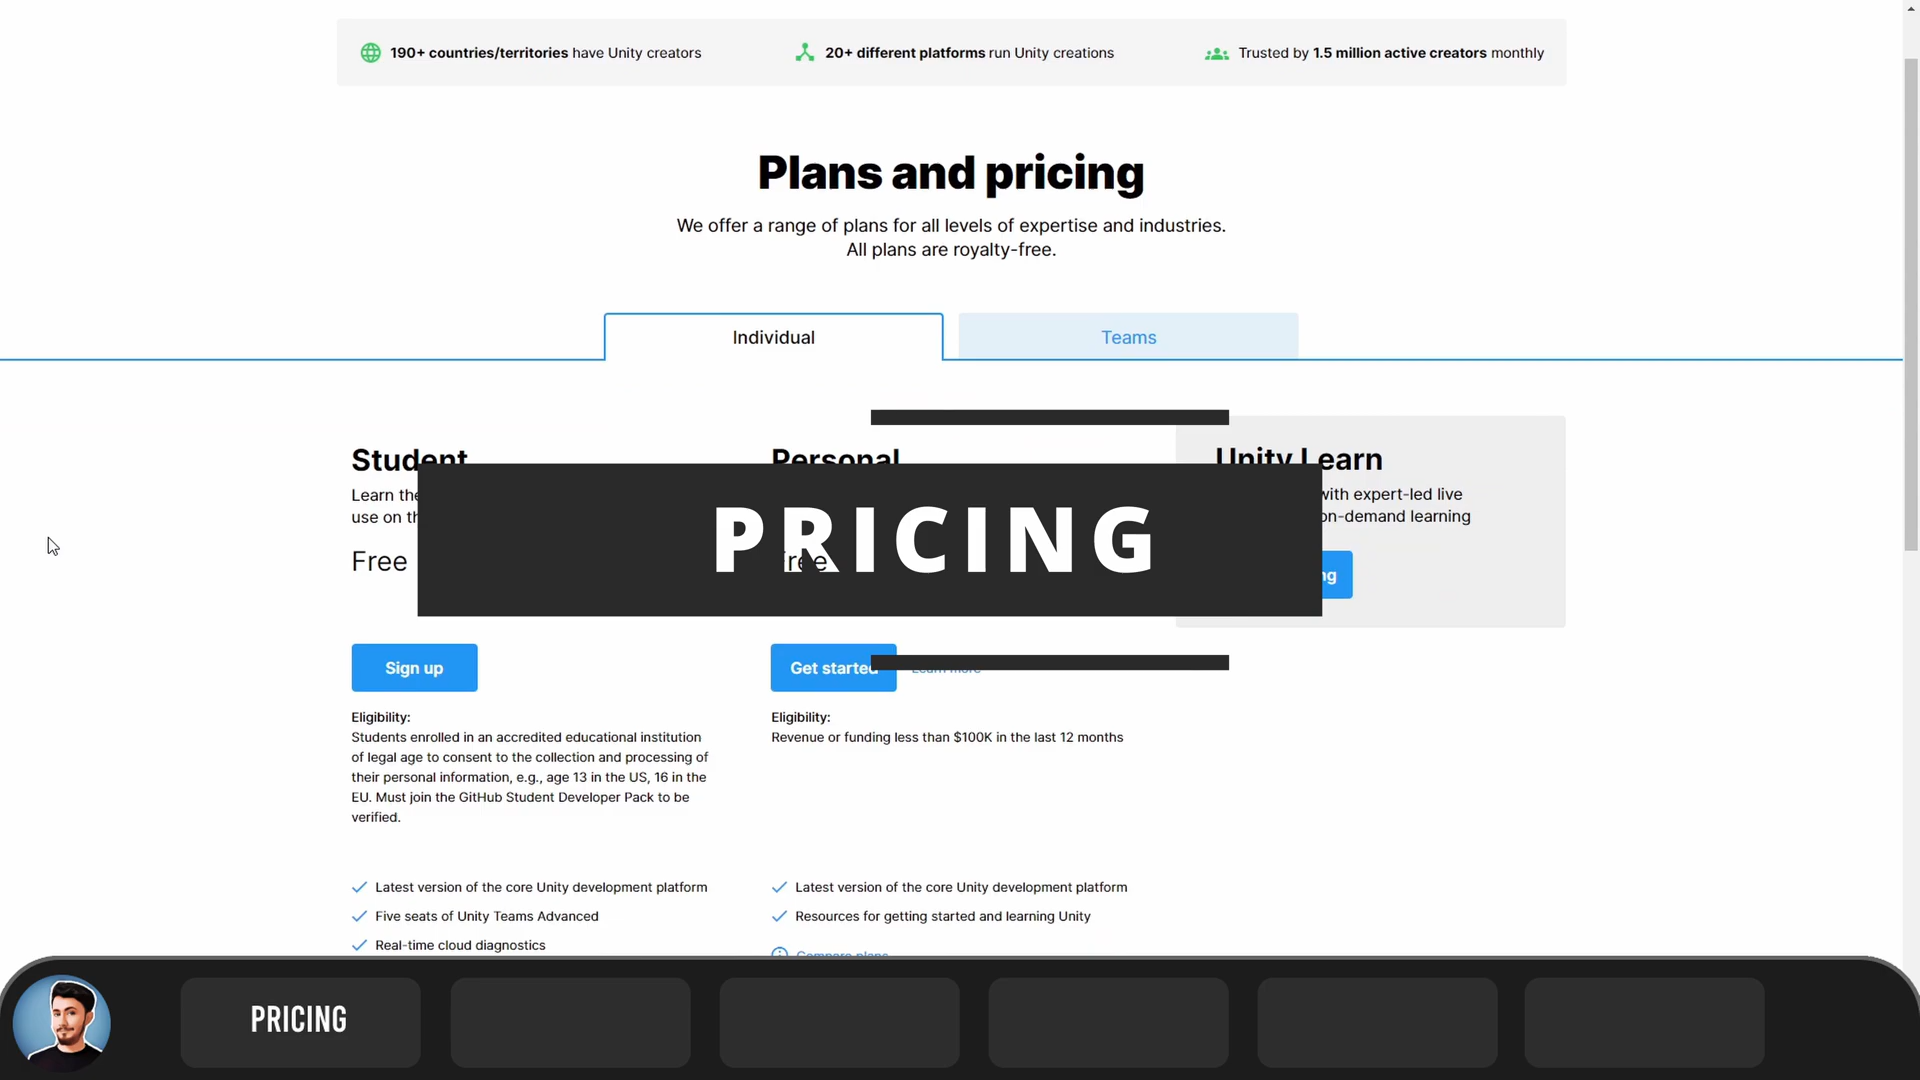 190+ countries/territories have Unity creators
20+ different platforms run Unity creations
Trusted by 1.5 million active creators monthly
Plans and pricing
We offer a range of plans for all levels of expertise and industries.
All plans are royalty-free.
Individual
Teams
Student
Learn the
use on th
Free
Sign up
Eligibility:
Students enrolled in an accredited educational institution
of legal age to consent to the collection and processing of
their personal information, e.g., age 13 in the US, 16 in the
EU. Must join the GitHub Student Developer Pack to be
verified.
Latest version of the core Unity development platform
Five seats of Unity Teams Advanced
Real-time cloud diagnostics
Personal
Free
Get started
Learn more
Eligibility:
Revenue or funding less than $100K in the last 12 months
Latest version of the core Unity development platform
Resources for getting started and learning Unity
Compare plans
Unity Learn
with expert-led live
on-demand learning
ng
PRICING
PRICING